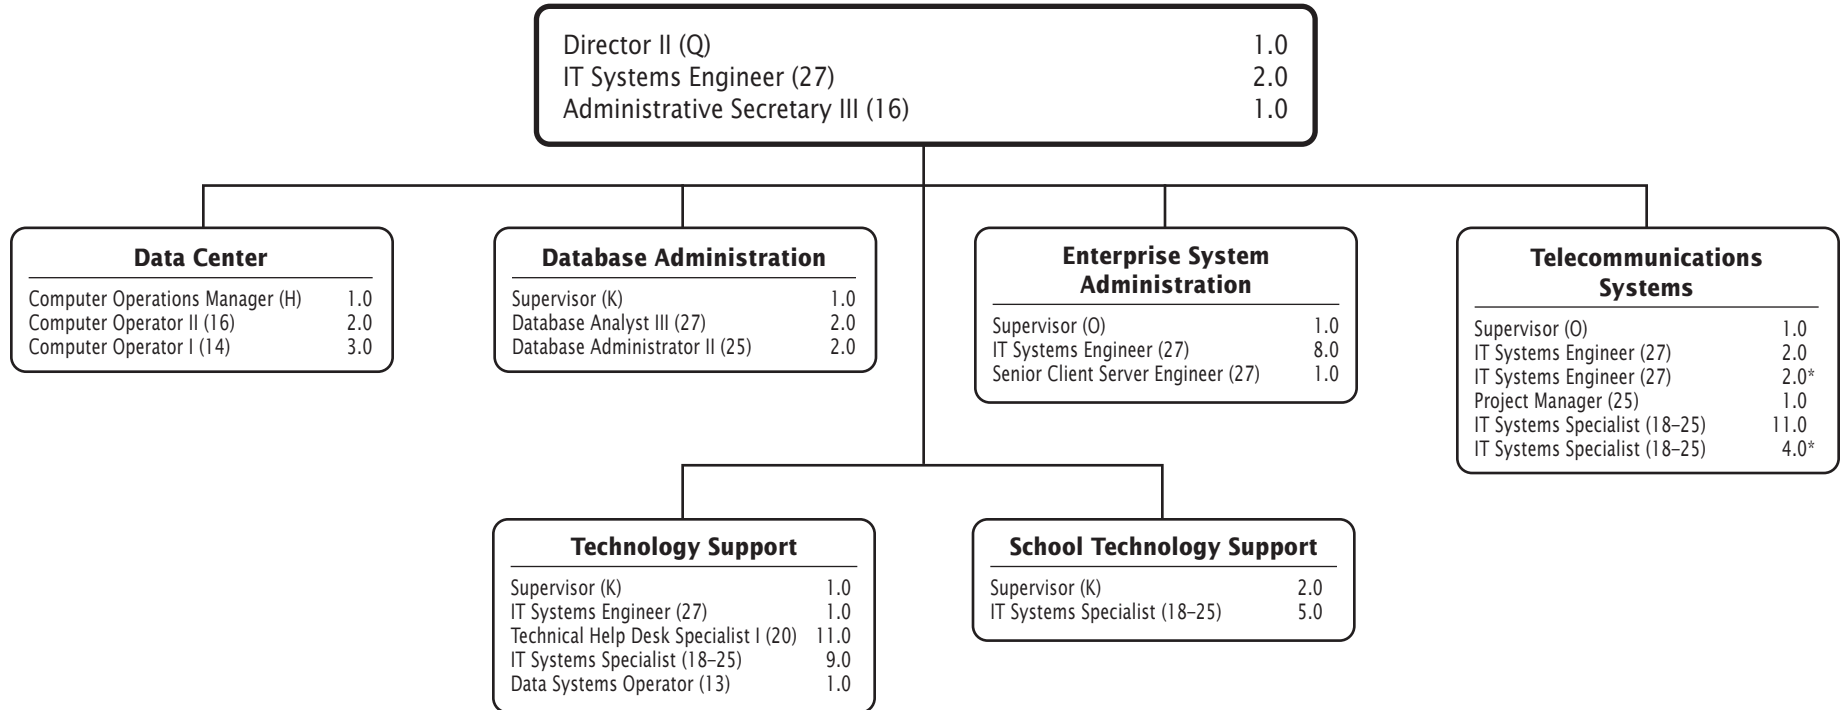 Director II (Q) 1.0
IT Systems Engineer (27) 2.0
Administrative Secretary III (16) 1.0
Data Center
Computer Operations Manager (H) 1.0
Computer Operator II (16) 2.0
Computer Operator I (14) 3.0
Database Administration
Supervisor (K) 1.0
Database Analyst III (27) 2.0
Database Administrator II (25) 2.0
Enterprise System
Administration
Supervisor (O) 1.0
IT Systems Engineer (27) 8.0
Senior Client Server Engineer (27) 1.0
Telecommunications
Systems
Supervisor (O) 1.0
IT Systems Engineer (27) 2.0
IT Systems Engineer (27) 2.0*
Project Manager (25) 1.0
IT Systems Specialist (18–25) 11.0
IT Systems Specialist (18–25) 4.0*
Technology Support
Supervisor (K) 1.0
IT Systems Engineer (27) 1.0
Technical Help Desk Specialist I (20) 11.0
IT Systems Specialist (18–25) 9.0
Data Systems Operator (13) 1.0
School Technology Support
Supervisor (K) 2.0
IT Systems Specialist (18–25) 5.0